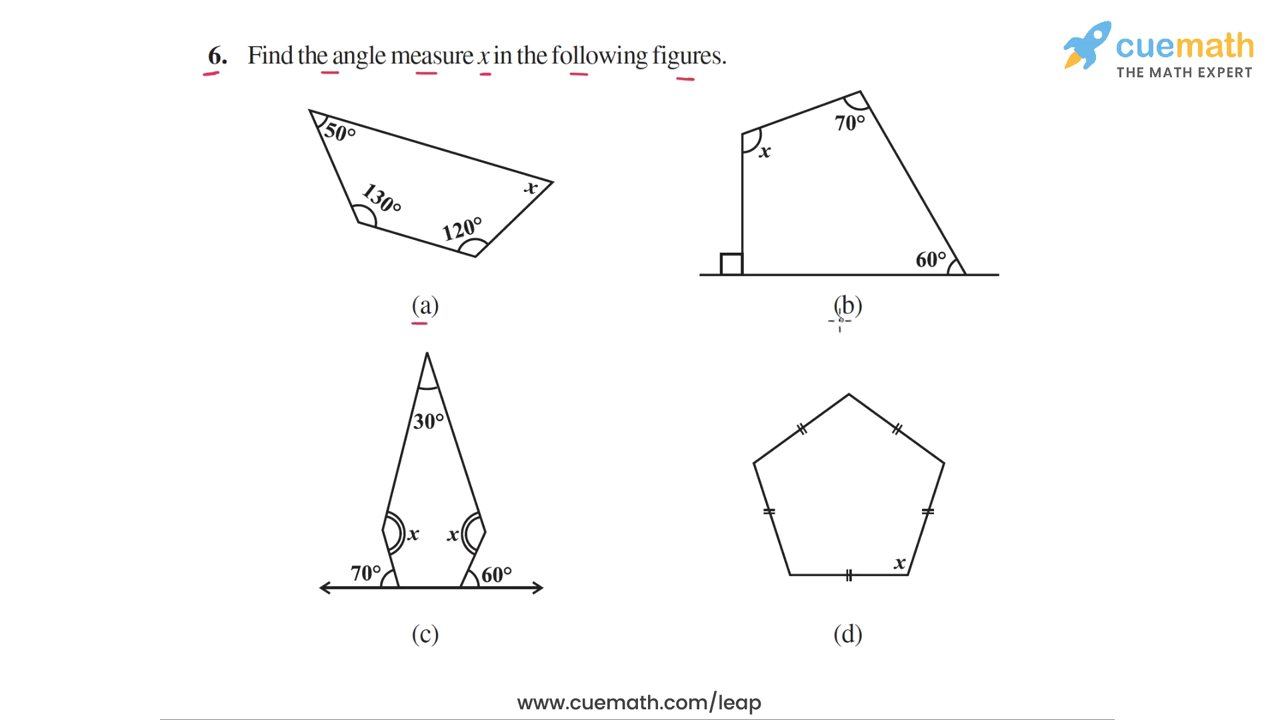 cuemath
THE MATH EXPERT
6. Find the angle measure x in the following figures.
50°
130°
120°
x
(a)
70°
x
60°
(b)
30°
x x
70° 60°
(c)
x
(d)
www.cuemath.com/leap